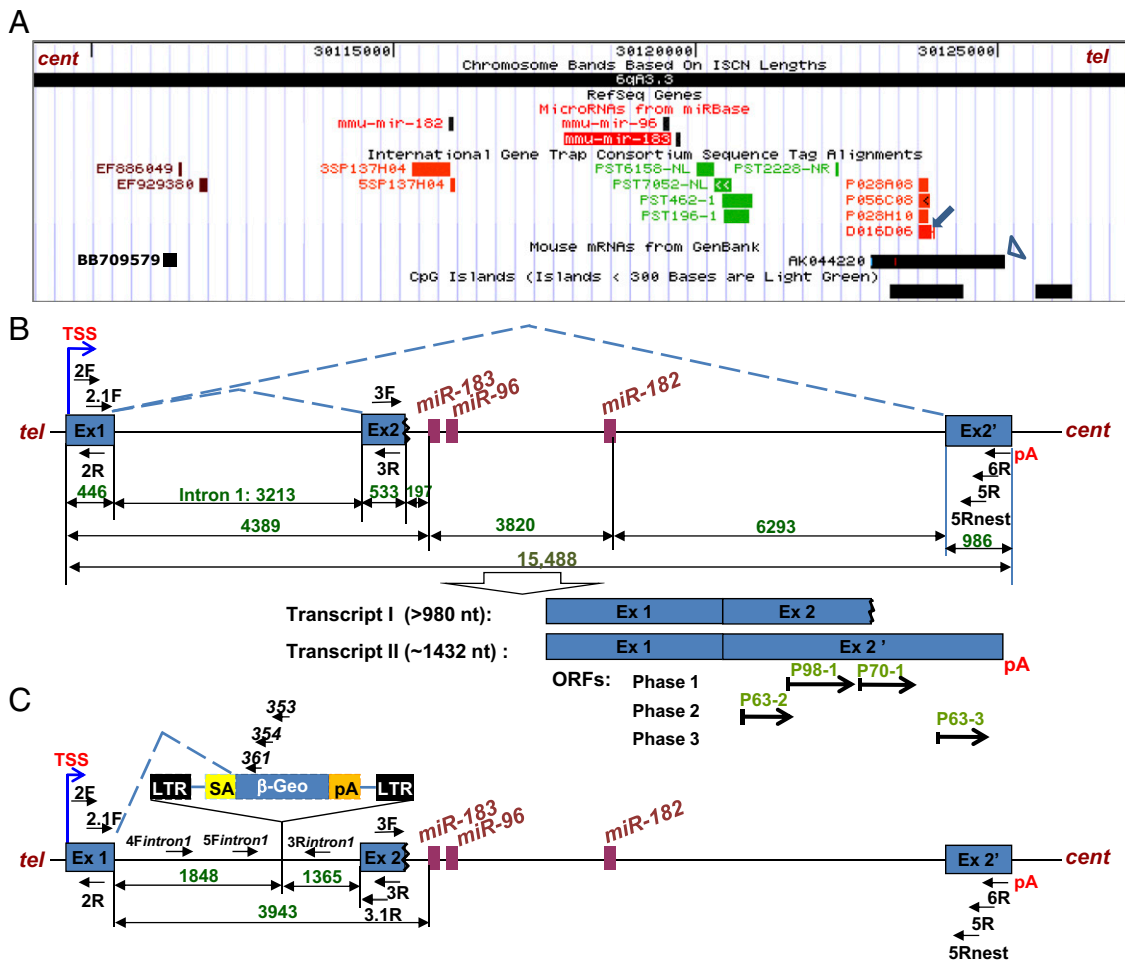 A
cent 30115000 30120000 30125000 tel
Chromosome Bands Based On ISCN Lengths
6qA3.3
RefSeq Genes
MicroRNAs from miRBase
mmu-mir-182 mmu-mir-96
mmu-mir-183
International Gene Trap Consortium Sequence Tag Alignments
EF886049 3SP137H04 PST6158-NL PST2228-NR
EF929380 5SP137H04 PST7052-NL << P028A08
PST462-1 P056C08 <
PST196-1 P028H10
D016D06
Mouse mRNAs from GenBank
BB709579 AK044220
CpG Islands (Islands < 300 Bases are Light Green)
B
TSS
2F
2.1F 3F miR-183 miR-96 miR-182
tel Ex1 Ex2 Ex2' cent
2R 3R 6R pA
5R
5Rnest
446 Intron 1: 3213 533 197
4389 3820 6293 986
15,488
Transcript I (>980 nt): Ex 1 Ex 2
Transcript II (~1432 nt) : Ex 1 Ex 2 '
pA
ORFs: Phase 1 P98-1 P70-1
Phase 2 P63-2
Phase 3 P63-3
C
353
354
361
TSS
LTR SA β-Geo pA LTR
2F
2.1F 4Fintron1 5Fintron1 3Rintron1 3F miR-183 miR-96 miR-182
tel Ex 1 Ex 2 Ex 2' cent
2R 1848 1365 3R 6R pA
3943 3.1R 5R
5Rnest